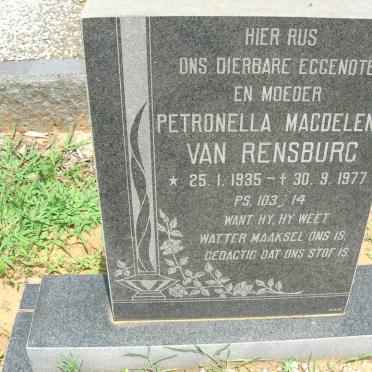 HIER RUS
ONS DIERBARE EGGENOTE
EN MOEDER
PETRONELLA MAGDELEN
VAN RENSBURG
* 25. 1. 1935 - † 30. 9. 1977
PS. 103 : 14
WANT HY, HY WEET
WATTER MAAKSEL ONS IS,
GEDAGTIG DAT ONS STOF IS.